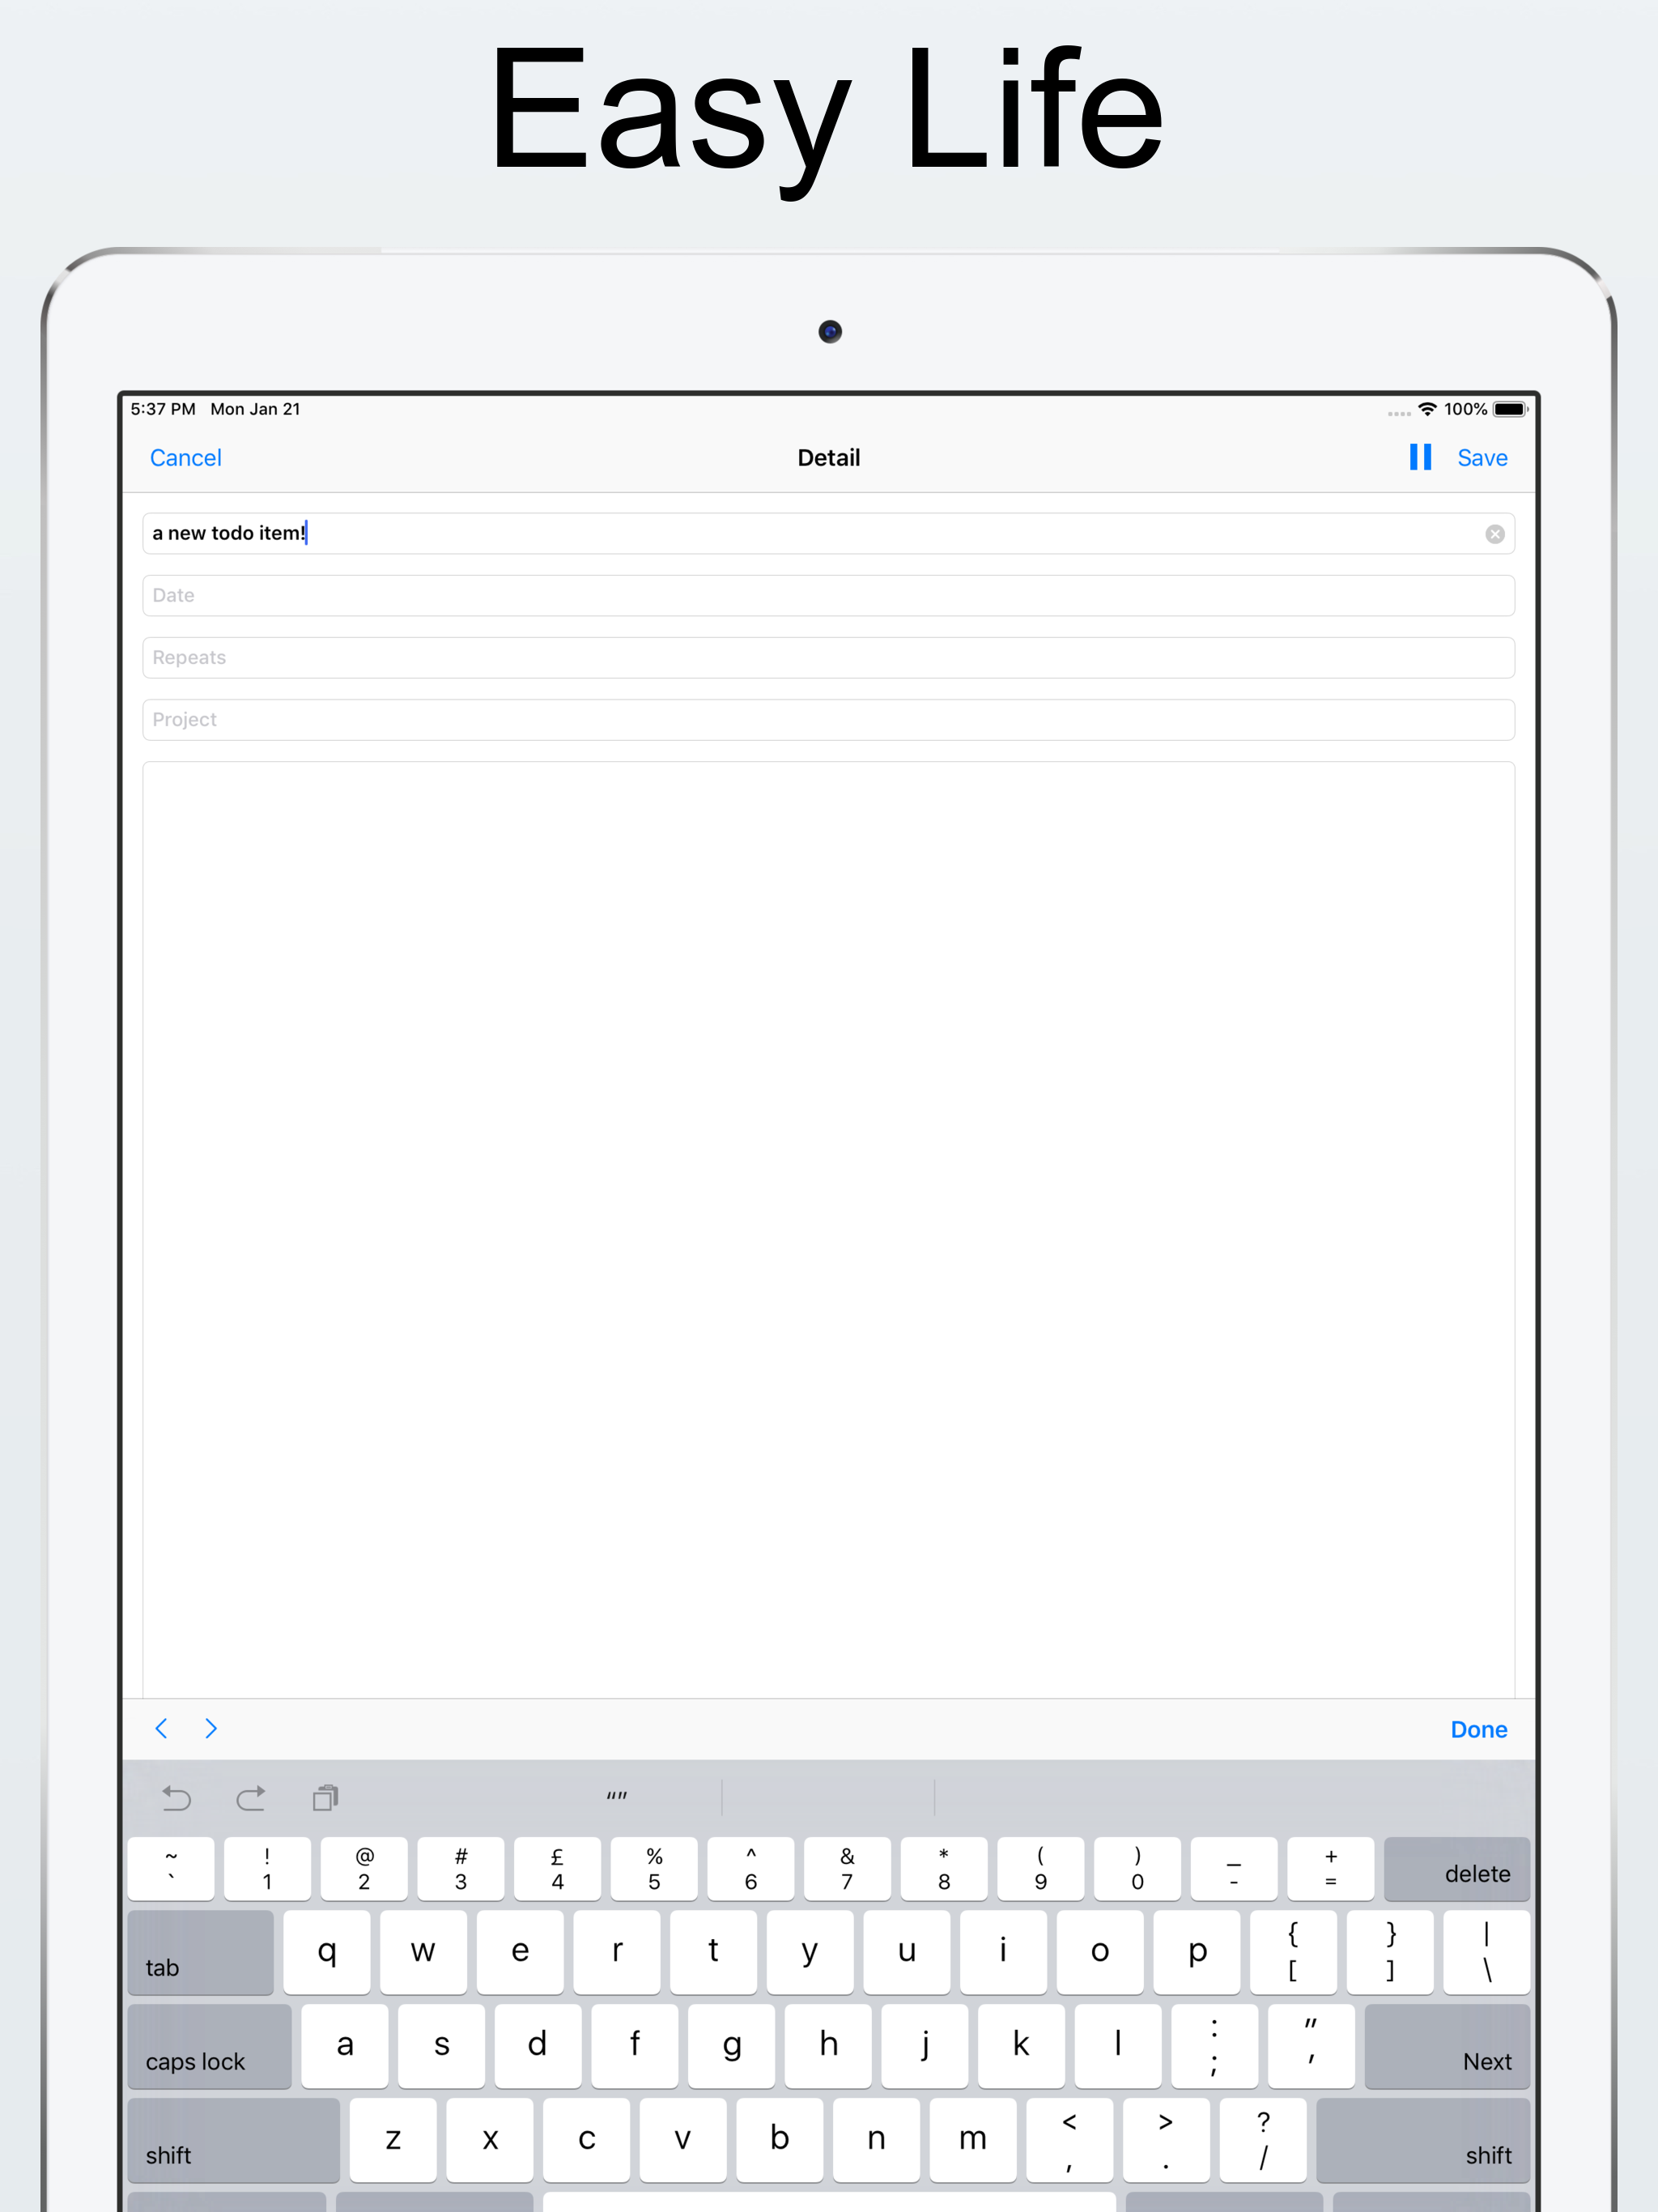 Easy Life
5:37 PM Mon Jan 21 100%
Cancel Detail Save
a new todo item!
Date
Repeats
Project
Done
“”
~ ! @ # £ % ^ & * ( ) _ +
` 1 2 3 4 5 6 7 8 9 0 - = delete
tab q w e r t y u i o p { [ } ] | \
caps lock a s d f g h j k l : ; " ' Next
shift z x c v b n m < , > . ? / shift